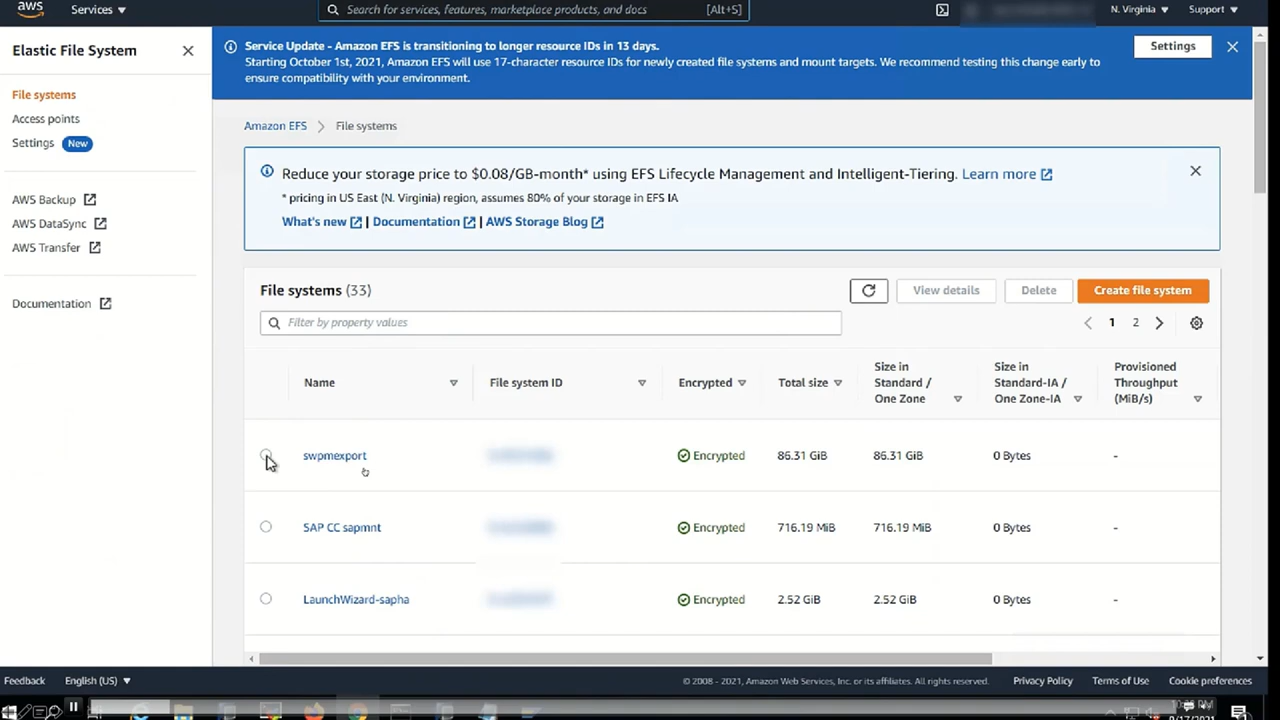 aws
Services
Search for services, features, marketplace products, and docs
[Alt+S]
N. Virginia
Support
Elastic File System
Service Update - Amazon EFS is transitioning to longer resource IDs in 13 days.
Starting October 1st, 2021, Amazon EFS will use 17-character resource IDs for newly created file systems and mount targets. We recommend testing this change early to
ensure compatibility with your environment.
Settings
File systems
Access points
Settings New
AWS Backup
AWS DataSync
AWS Transfer
Documentation
Amazon EFS > File systems
Reduce your storage price to $0.08/GB-month* using EFS Lifecycle Management and Intelligent-Tiering. Learn more
* pricing in US East (N. Virginia) region, assumes 80% of your storage in EFS IA
What's new | Documentation | AWS Storage Blog
File systems (33)
View details
Delete
Create file system
Filter by property values
1 2
Name
File system ID
Encrypted
Total size
Size in
Standard /
One Zone
Size in
Standard-IA /
One Zone-IA
Provisioned
Throughput
(MiB/s)
swpmexport Encrypted 86.31 GiB 86.31 GiB 0 Bytes -
SAP CC sapmnt Encrypted 716.19 MiB 716.19 MiB 0 Bytes -
LaunchWizard-sapha Encrypted 2.52 GiB 2.52 GiB 0 Bytes -
Feedback
English (US)
© 2008 - 2021, Amazon Web Services, Inc. or its affiliates. All rights reserved.
Privacy Policy
Terms of Use
Cookie preferences